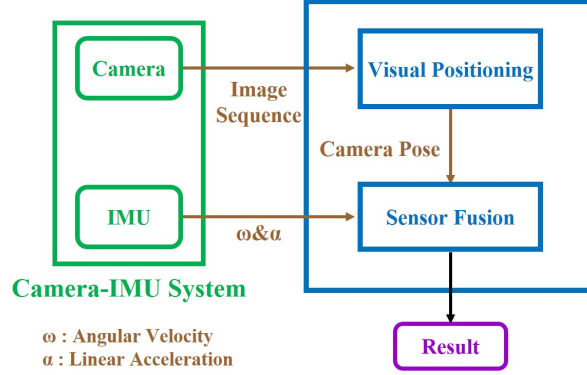 Camera
Visual Positioning
Image
Sequence
Camera Pose
IMU
Sensor Fusion
ω&α
Camera-IMU System
ω : Angular Velocity
α : Linear Acceleration
Result